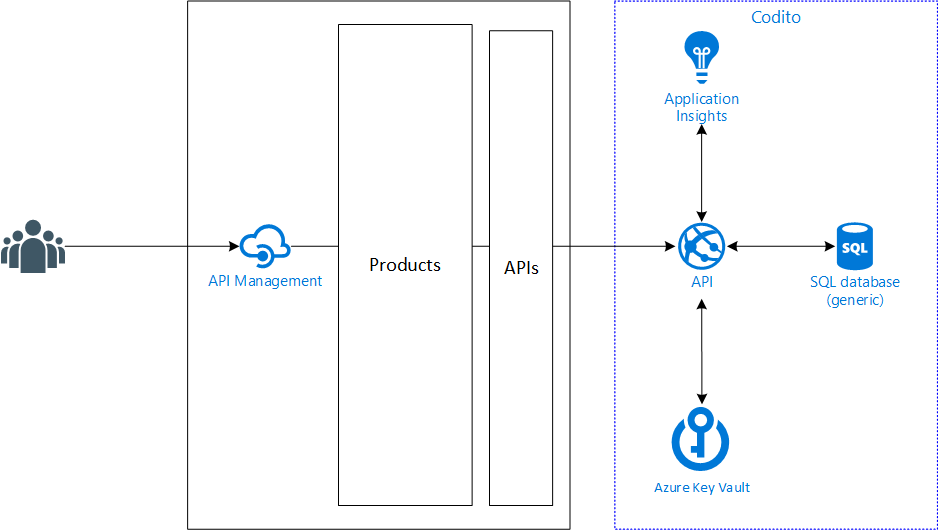 Codito
Application
Insights
API Management
Products
APIs
API
SQL
SQL database
(generic)
Azure Key Vault